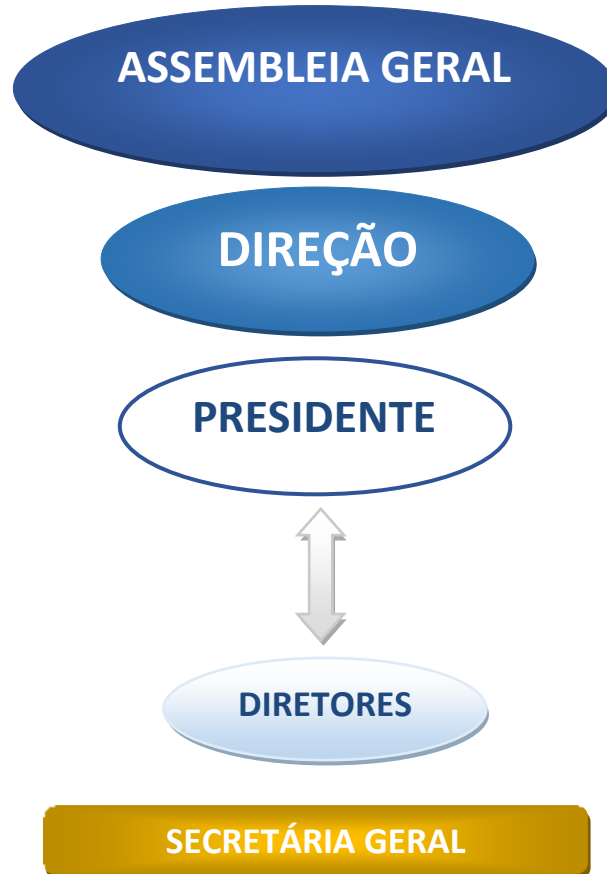 ASSEMBLEIA GERAL
DIREÇÃO
PRESIDENTE
DIRETORES
SECRETÁRIA GERAL